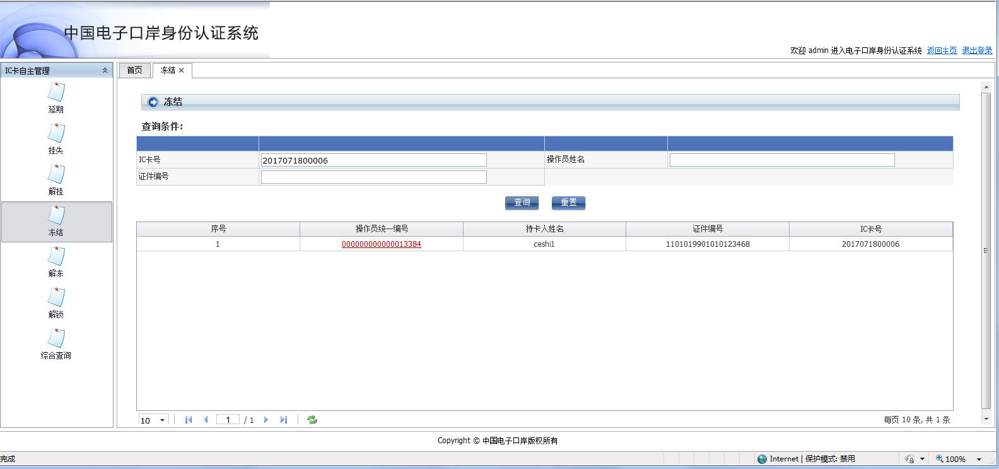 中国电子口岸身份认证系统
欢迎 admin 进入电子口岸身份认证系统 返回主页 退出登录
IC卡自主管理
延期
挂失
解挂
冻结
解冻
解锁
综合查询
首页 冻结
冻结
查询条件:
IC卡号 2017071800006 操作员姓名
证件编号
查询 重置
序号 操作员统一编号 持卡人姓名 证件编号 IC卡号
1 000000000000013384 ceshi1 1101019901010123468 2017071800006
10 1 / 1 每页 10 条, 共 1 条
Copyright © 中国电子口岸版权所有
完成 Internet | 保护模式: 禁用 100%